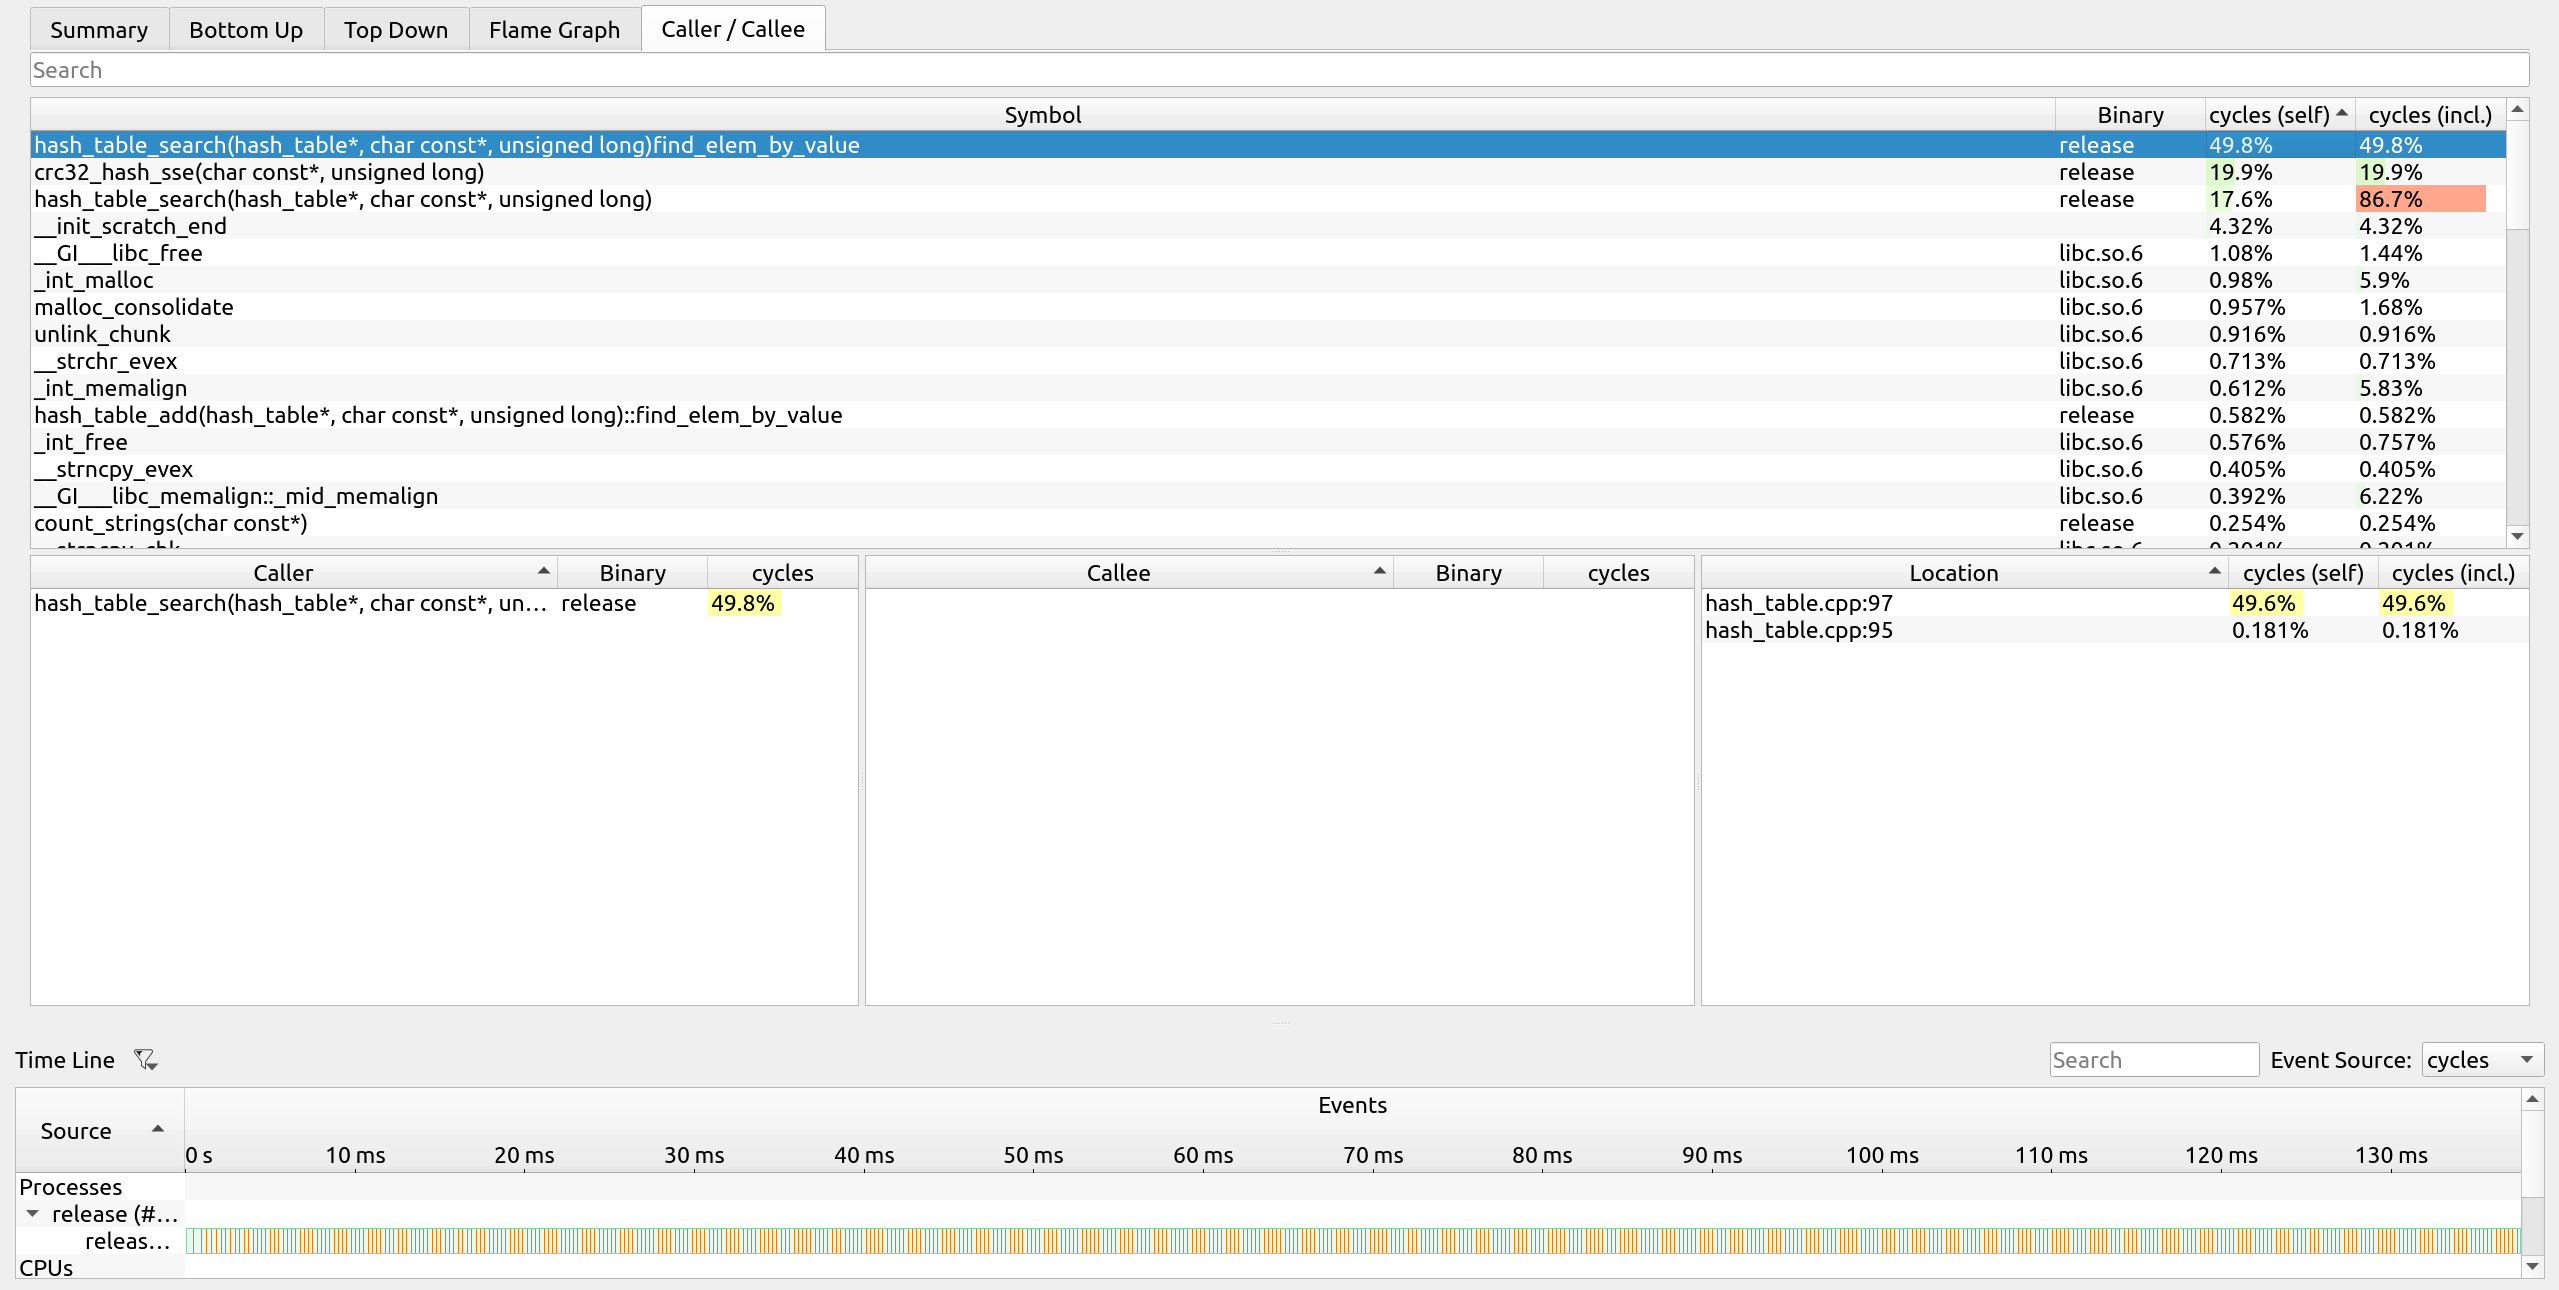 Summary Bottom Up Top Down Flame Graph Caller / Callee
Search
Symbol Binary cycles (self) cycles (incl.)
hash_table_search(hash_table*, char const*, unsigned long)find_elem_by_value release 49.8% 49.8%
crc32_hash_sse(char const*, unsigned long) release 19.9% 19.9%
hash_table_search(hash_table*, char const*, unsigned long) release 17.6% 86.7%
__init_scratch_end 4.32% 4.32%
__GI___libc_free libc.so.6 1.08% 1.44%
_int_malloc libc.so.6 0.98% 5.9%
malloc_consolidate libc.so.6 0.957% 1.68%
unlink_chunk libc.so.6 0.916% 0.916%
__strchr_evex libc.so.6 0.713% 0.713%
_int_memalign libc.so.6 0.612% 5.83%
hash_table_add(hash_table*, char const*, unsigned long)::find_elem_by_value release 0.582% 0.582%
_int_free libc.so.6 0.576% 0.757%
__strncpy_evex libc.so.6 0.405% 0.405%
__GI___libc_memalign::_mid_memalign libc.so.6 0.392% 6.22%
count_strings(char const*) release 0.254% 0.254%
Caller Binary cycles
hash_table_search(hash_table*, char const*, un... release 49.8%
Callee Binary cycles
Location cycles (self) cycles (incl.)
hash_table.cpp:97 49.6% 49.6%
hash_table.cpp:95 0.181% 0.181%
Time Line Search Event Source: cycles
Source Events
0 s 10 ms 20 ms 30 ms 40 ms 50 ms 60 ms 70 ms 80 ms 90 ms 100 ms 110 ms 120 ms 130 ms
Processes
release (#...
releas...
CPUs